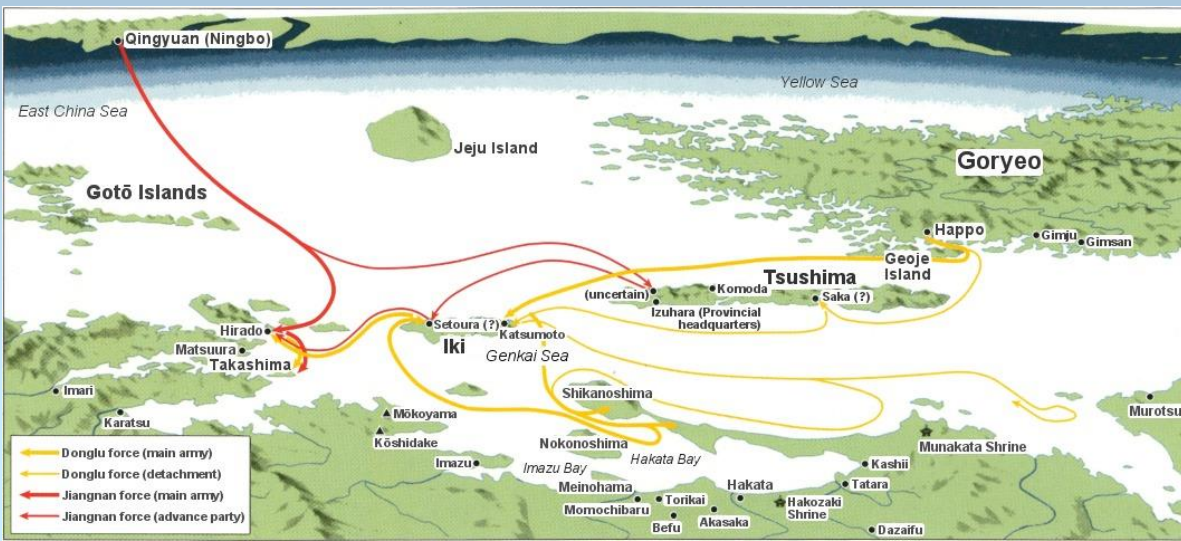 Qingyuan (Ningbo)
East China Sea
Yellow Sea
Jeju Island
Goryeo
Gotō Islands
Happo
Gimju
Gimsan
Geoje
Island
Tsushima
(uncertain)
Komoda
Saka (?)
Izuhara (Provincial
headquarters)
Hirado
Setoura (?)
Katsumoto
Iki
Matsuura
Takashima
Genkai Sea
Imari
Karatsu
Shikanoshima
Murotsu
Mōkoyama
Kōshidake
Nokonoshima
Munakata Shrine
Imazu
Imazu Bay
Hakata Bay
Kashii
Meinohama
Hakata
Tatara
Momochibaru
Torikai
Hakozaki
Shrine
Befu
Akasaka
Dazaifu
Donglu force (main army)
Donglu force (detachment)
Jiangnan force (main army)
Jiangnan force (advance party)